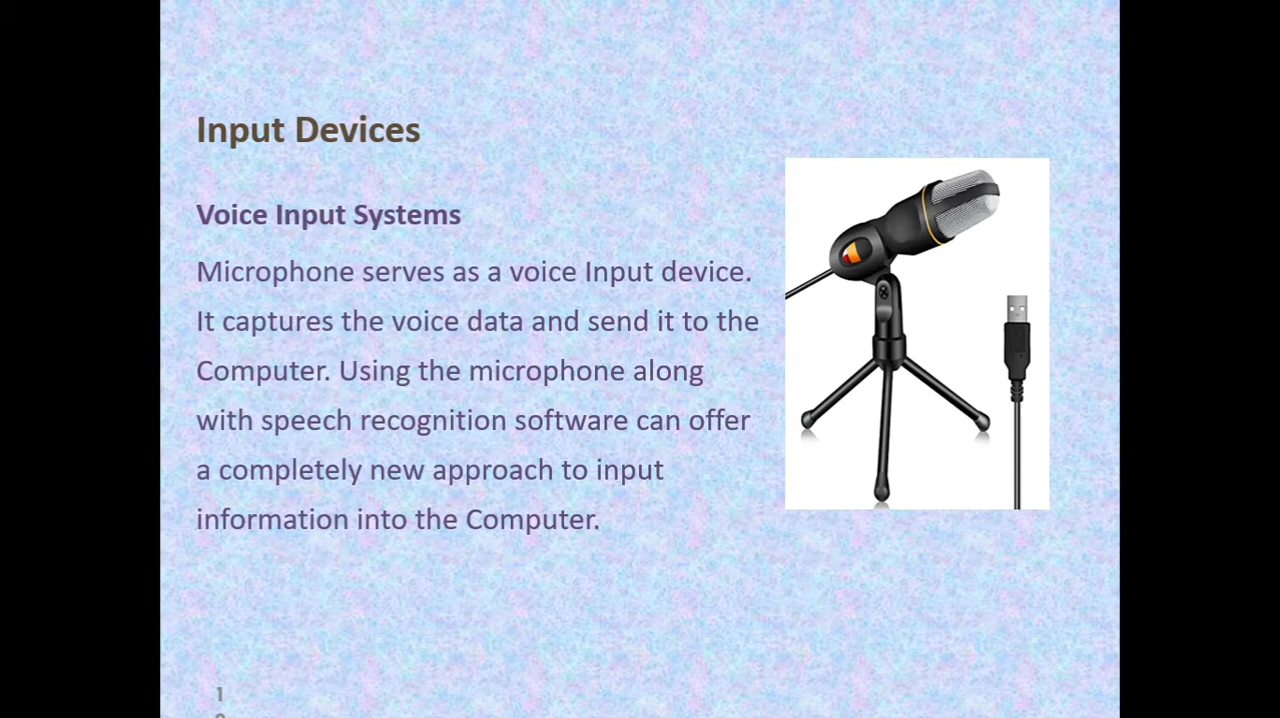 Input Devices
Voice Input Systems
Microphone serves as a voice Input device.
It captures the voice data and send it to the
Computer. Using the microphone along
with speech recognition software can offer
a completely new approach to input
information into the Computer.
1